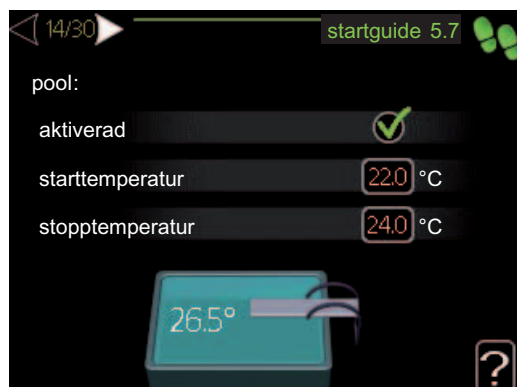 14/30
startguide 5.7
pool:
aktiverad
starttemperatur 22.0 °C
stopptemperatur 24.0 °C
26.5°
?